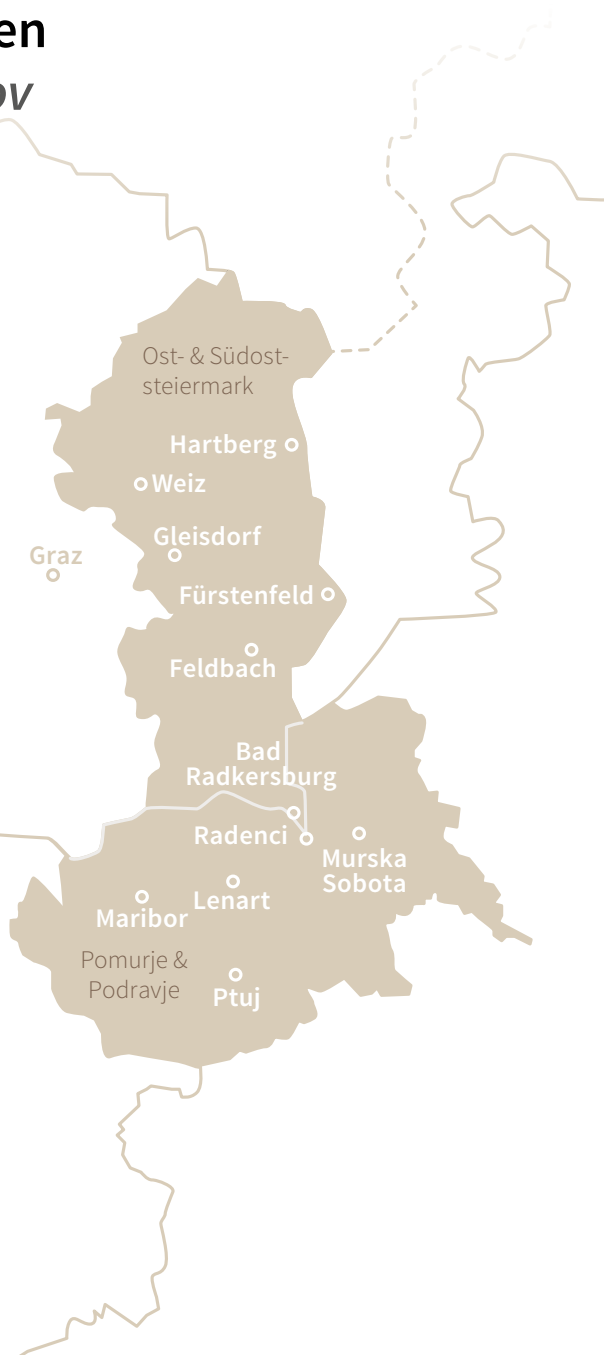 en
ov
Ost- & Südost-
steiermark
Hartberg
Weiz
Gleisdorf
Graz
Fürstenfeld
Feldbach
Bad
Radkersburg
Radenci
Murska
Sobota
Lenart
Maribor
Pomurje &
Podravje
Ptuj